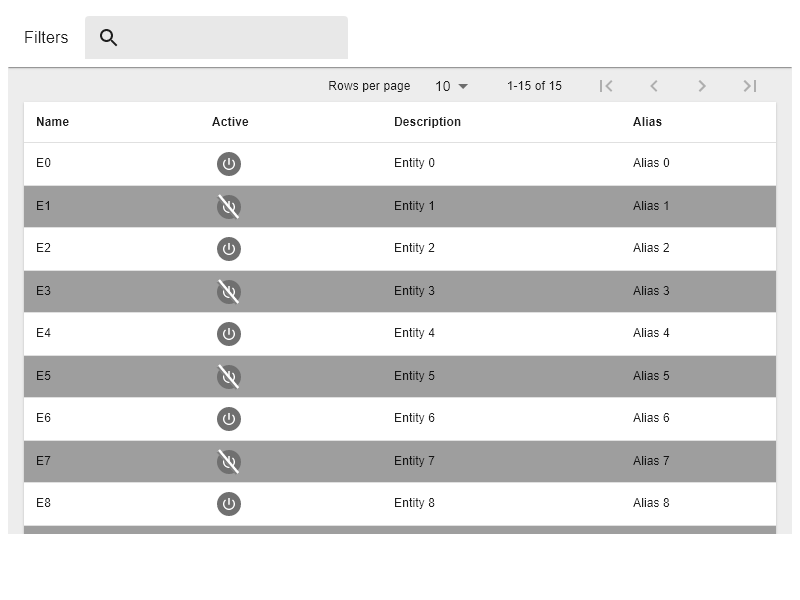 Filters
Rows per page 10 1-15 of 15
Name Active Description Alias
E0 Entity 0 Alias 0
E1 Entity 1 Alias 1
E2 Entity 2 Alias 2
E3 Entity 3 Alias 3
E4 Entity 4 Alias 4
E5 Entity 5 Alias 5
E6 Entity 6 Alias 6
E7 Entity 7 Alias 7
E8 Entity 8 Alias 8